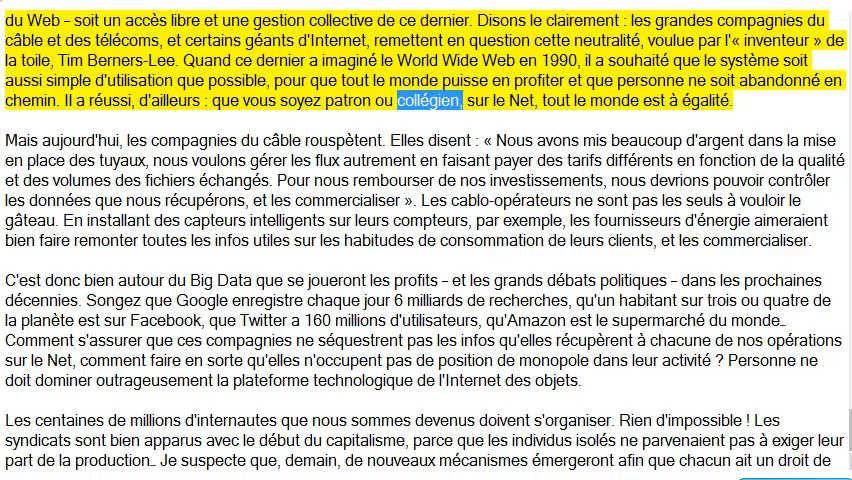 du Web – soit un accès libre et une gestion collective de ce dernier. Disons le clairement : les grandes compagnies du
câble et des télécoms, et certains géants d'Internet, remettent en question cette neutralité, voulue par l'« inventeur » de
la toile, Tim Berners-Lee. Quand ce dernier a imaginé le World Wide Web en 1990, il a souhaité que le système soit
aussi simple d'utilisation que possible, pour que tout le monde puisse en profiter et que personne ne soit abandonné en
chemin. Il a réussi, d'ailleurs : que vous soyez patron ou collégien, sur le Net, tout le monde est à égalité.
Mais aujourd'hui, les compagnies du câble rouspètent. Elles disent : « Nous avons mis beaucoup d'argent dans la mise
en place des tuyaux, nous voulons gérer les flux autrement en faisant payer des tarifs différents en fonction de la qualité
et des volumes des fichiers échangés. Pour nous rembourser de nos investissements, nous devrions pouvoir contrôler
les données que nous récupérons, et les commercialiser ». Les cablo-opérateurs ne sont pas les seuls à vouloir le
gâteau. En installant des capteurs intelligents sur leurs compteurs, par exemple, les fournisseurs d'énergie aimeraient
bien faire remonter toutes les infos utiles sur les habitudes de consommation de leurs clients, et les commercialiser.
C'est donc bien autour du Big Data que se joueront les profits – et les grands débats politiques – dans les prochaines
décennies. Songez que Google enregistre chaque jour 6 milliards de recherches, qu'un habitant sur trois ou quatre de
la planète est sur Facebook, que Twitter a 160 millions d'utilisateurs, qu'Amazon est le supermarché du monde…
Comment s'assurer que ces compagnies ne séquestrent pas les infos qu'elles récupèrent à chacune de nos opérations
sur le Net, comment faire en sorte qu'elles n'occupent pas de position de monopole dans leur activité ? Personne ne
doit dominer outrageusement la plateforme technologique de l'Internet des objets.
Les centaines de millions d'internautes que nous sommes devenus doivent s'organiser. Rien d'impossible ! Les
syndicats sont bien apparus avec le début du capitalisme, parce que les individus isolés ne parvenaient pas à exiger leur
part de la production… Je suspecte que, demain, de nouveaux mécanismes émergeront afin que chacun ait un droit de